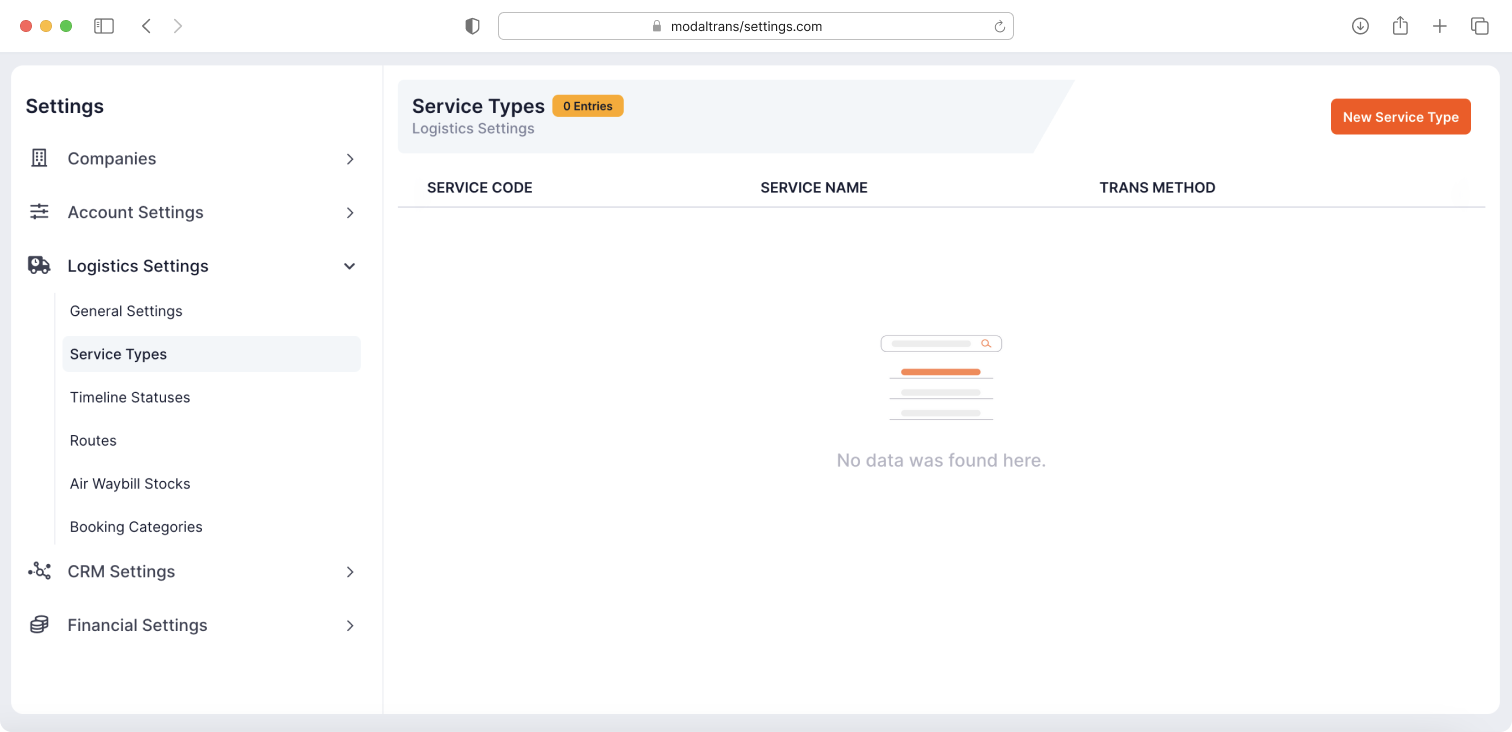 modaltrans/settings.com
Settings
Companies
Account Settings
Logistics Settings
General Settings
Service Types
Timeline Statuses
Routes
Air Waybill Stocks
Booking Categories
CRM Settings
Financial Settings
Service Types 0 Entries
Logistics Settings
New Service Type
SERVICE CODE SERVICE NAME TRANS METHOD
No data was found here.